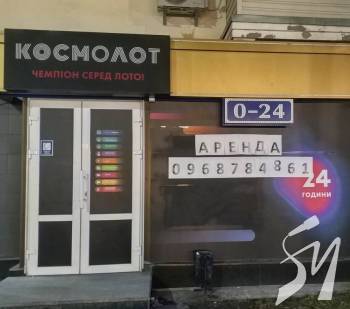 КОСМОЛОТ
ЧЕМПІОН СЕРЕД ЛОТО!
0-24
АРЕНДА
0968784861
24
ГОДИНИ